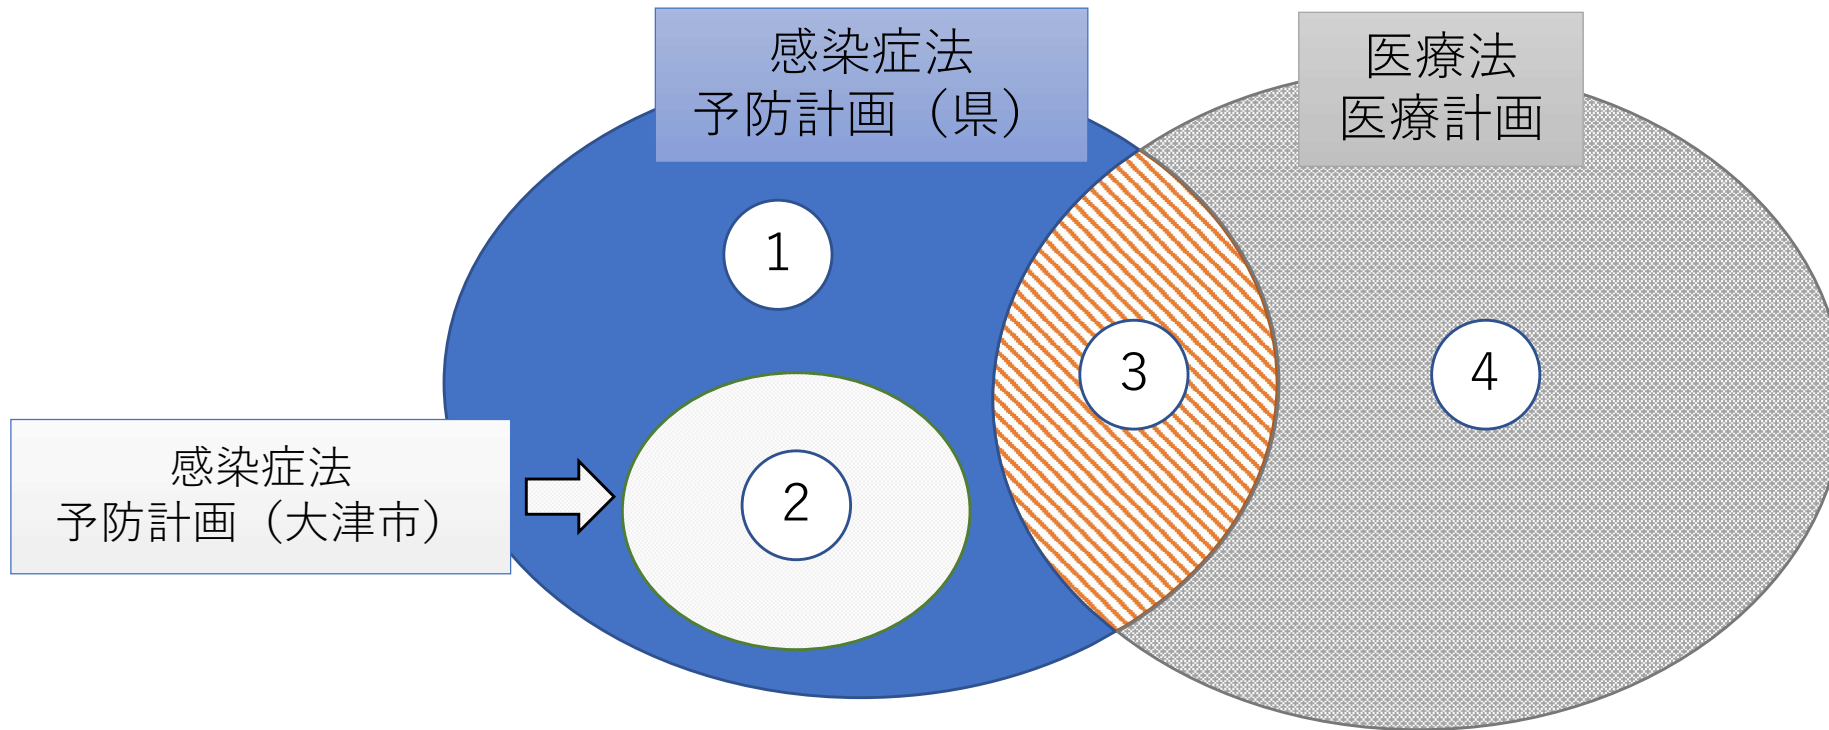 感染症法
予防計画（県）
医療法
医療計画
1
3
4
感染症法
予防計画（大津市）
2